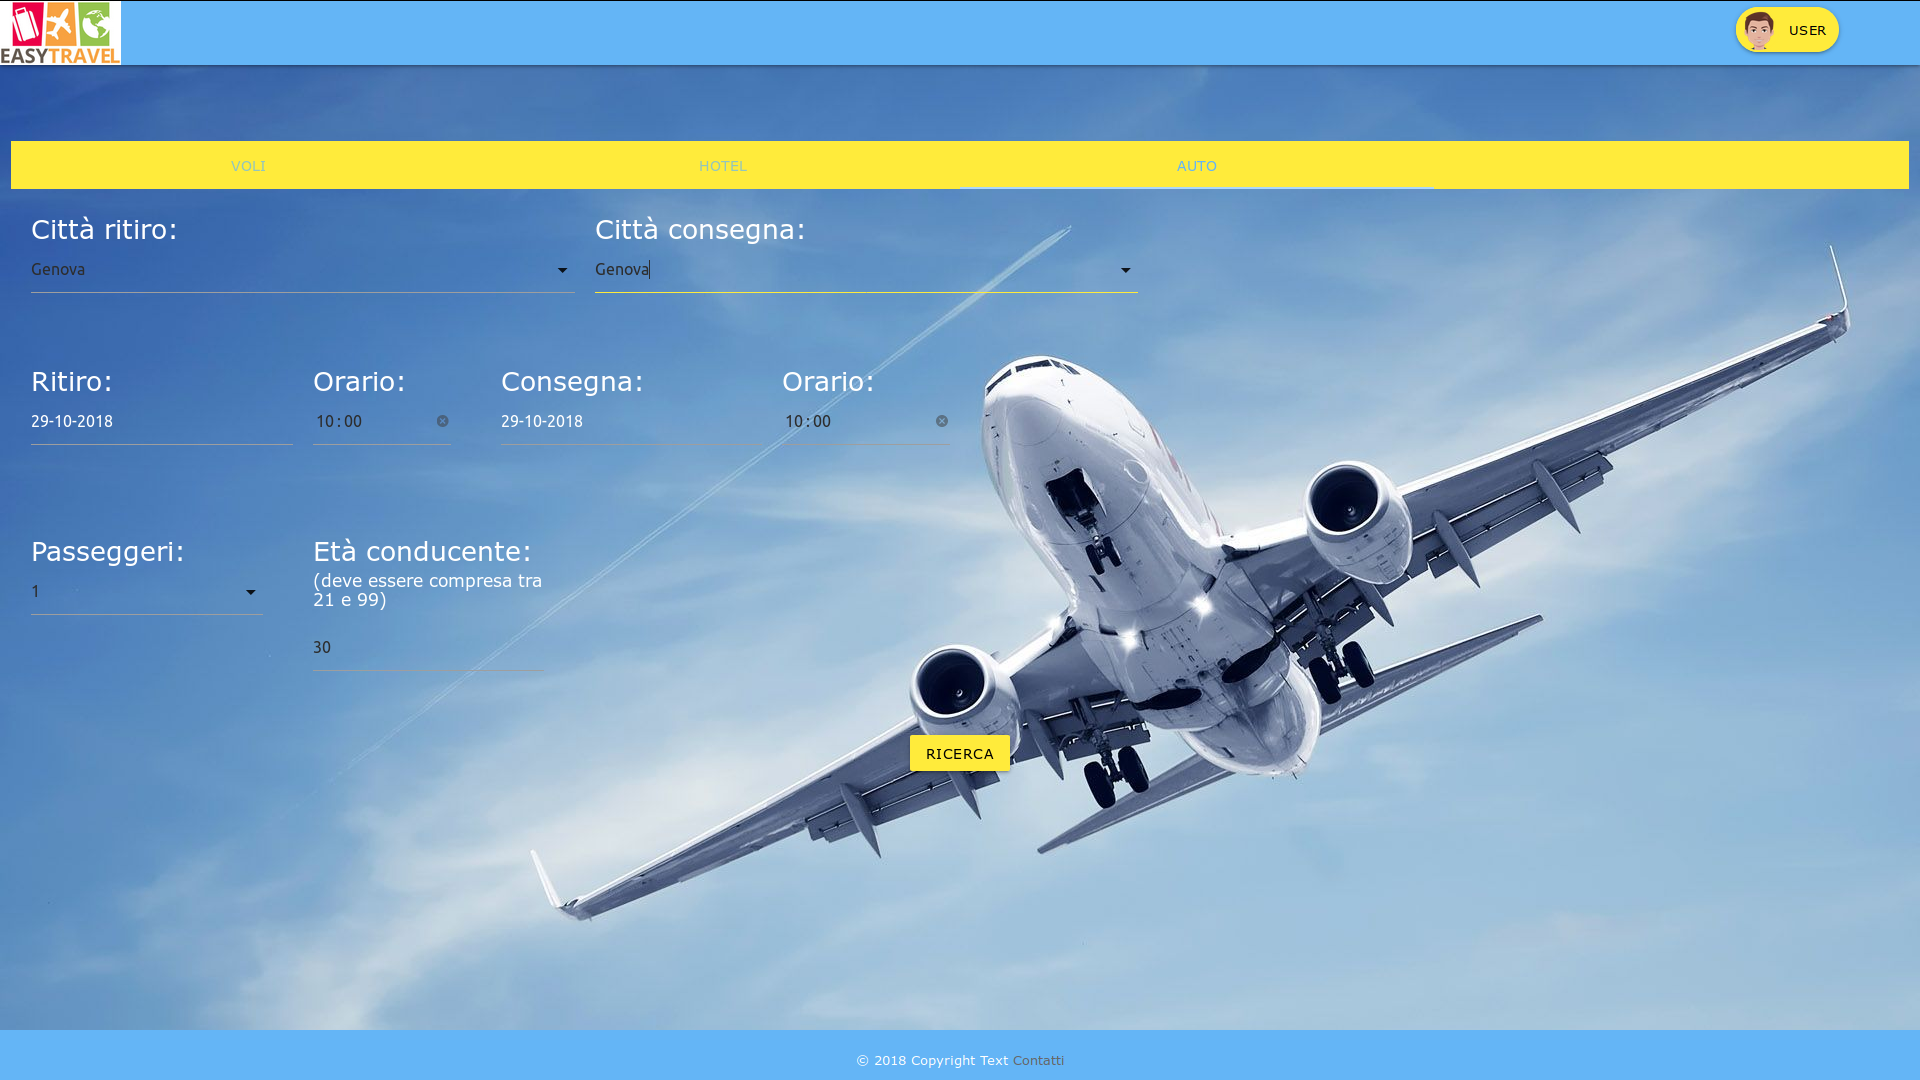 EASYTRAVEL
USER
VOLI HOTEL AUTO
Città ritiro: Città consegna:
Genova Genova
Ritiro: Orario: Consegna: Orario:
29-10-2018 10:00 29-10-2018 10:00
Passeggeri: Età conducente:
(deve essere compresa tra
21 e 99)
1
30
RICERCA
© 2018 Copyright Text Contatti